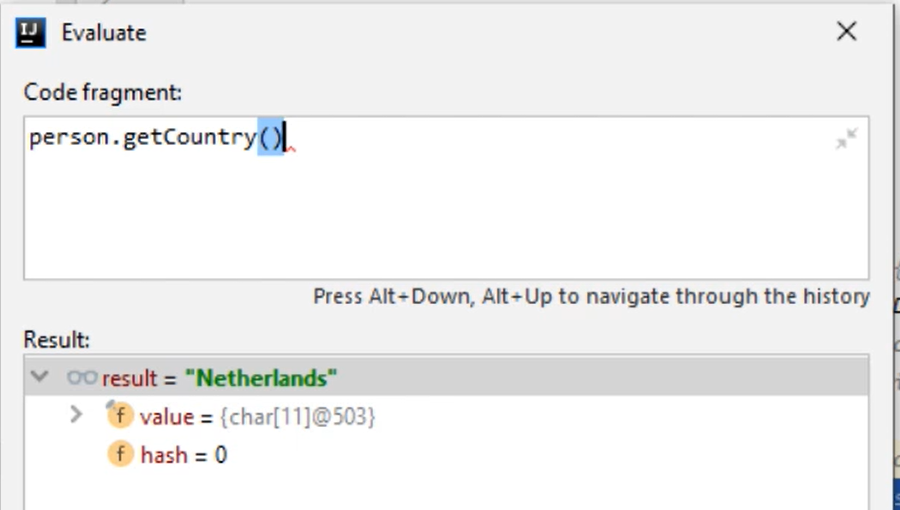 IJ Evaluate
Code fragment:
person.getCountry()
Press Alt+Down, Alt+Up to navigate through the history
Result:
result = "Netherlands"
f value = {char[11]@503}
f hash = 0